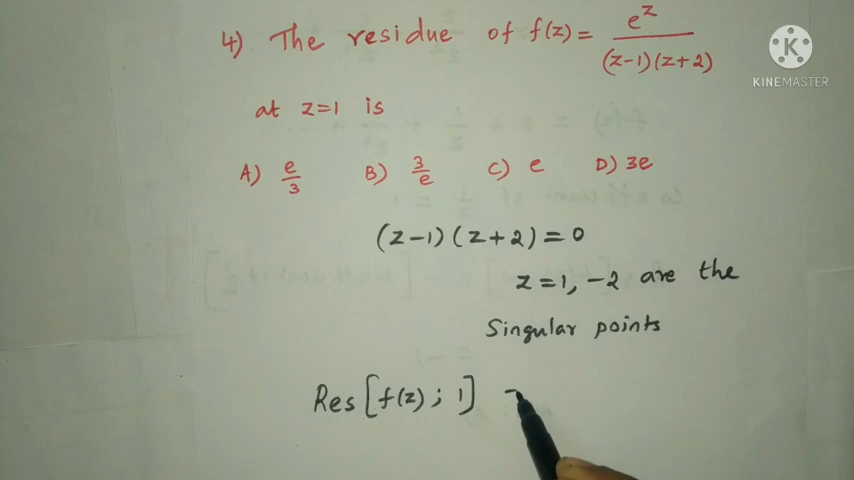 4) The residue of f(z) = e^z / (z-1)(z+2)
at z=1 is
A) e/3 B) 3/e C) e D) 3e
(z-1)(z+2) = 0
z=1, -2 are the
Singular points
Res[f(z); 1]
KINEMASTER